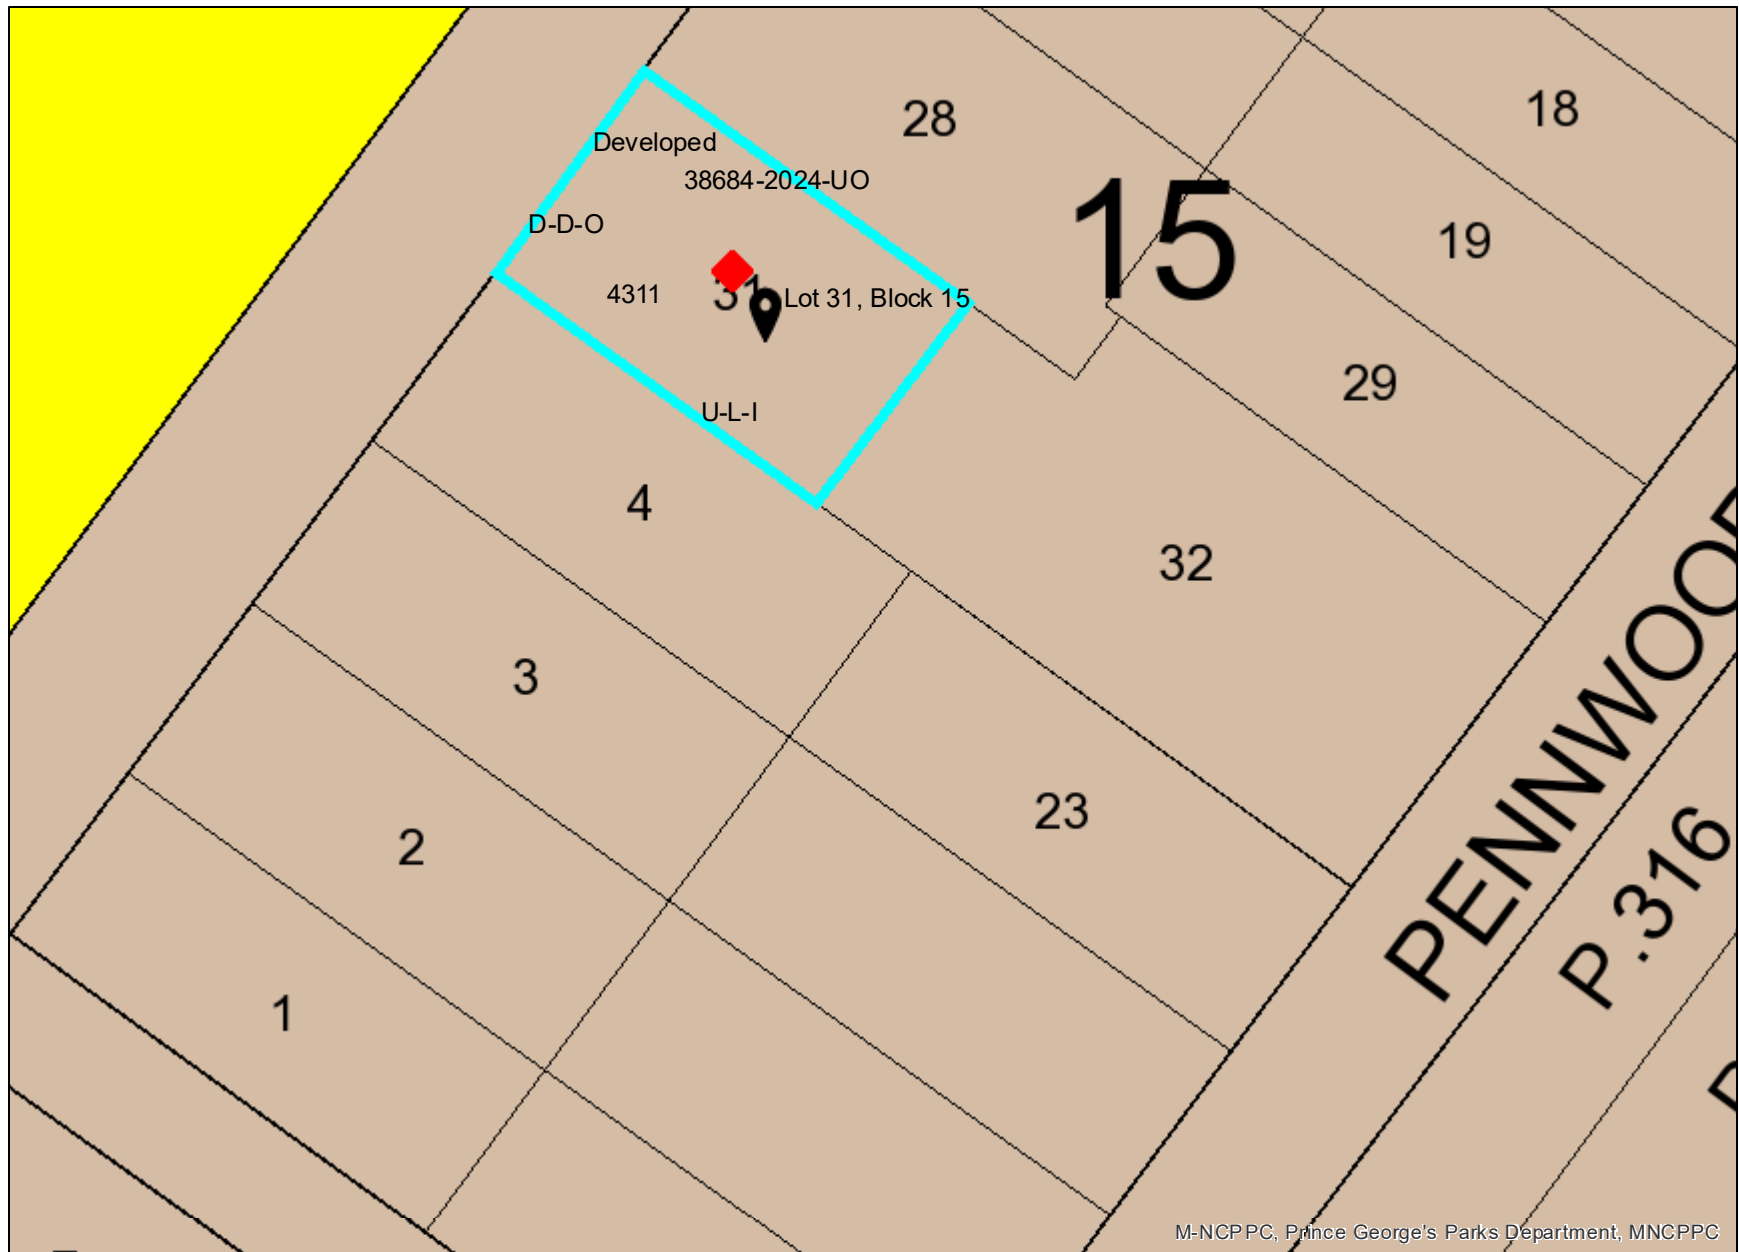 18
28
Developed
38684-2024-UO
15
D-D-O
19
31
4311
Lot 31, Block 15
29
U-L-I
4
32
3
23
2
P.316
1
M-NCPPC, Prince George's Parks Department, MNCPPC